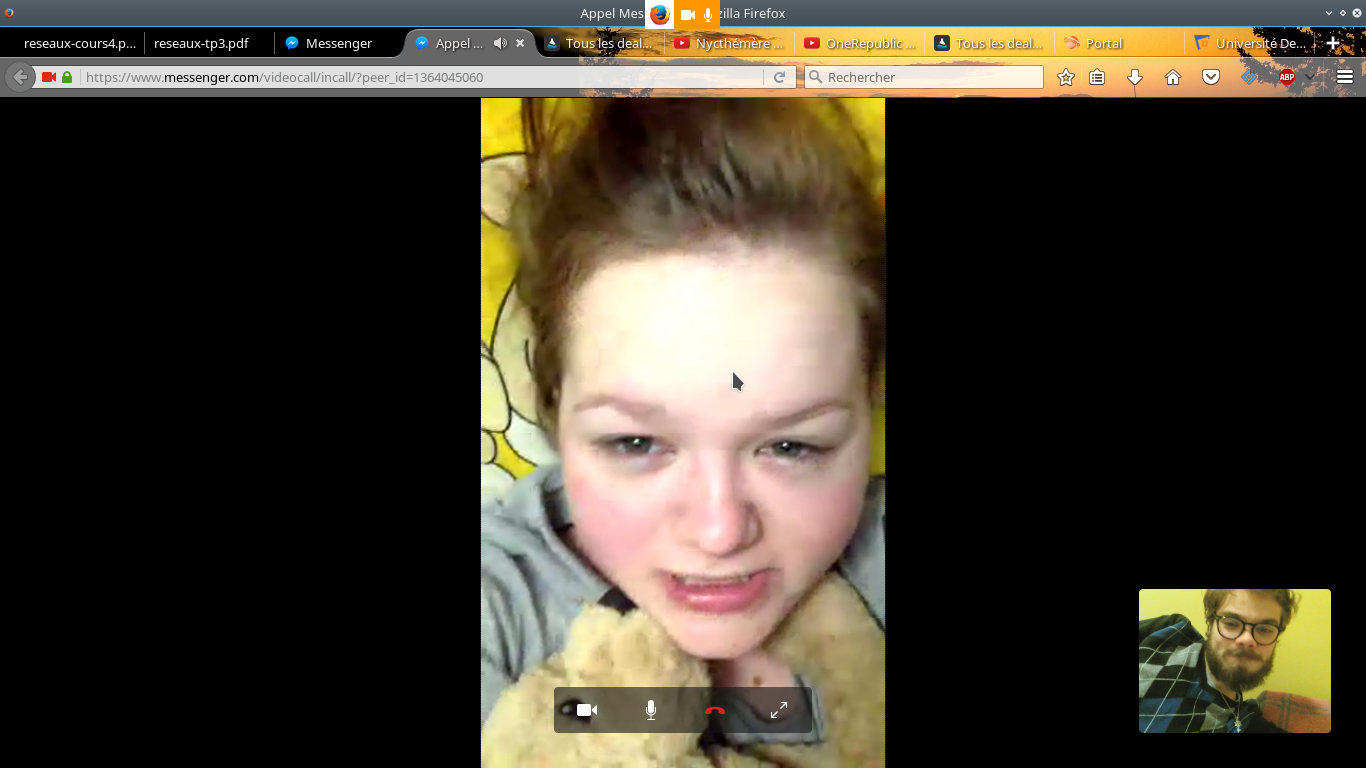 Appel Mes
zilla Firefox
reseaux-cours4.p...
reseaux-tp3.pdf
Messenger
Appel ...
Tous les deal...
Nycthémère ...
OneRepublic ...
Tous les deal...
Portal
Université De...
https://www.messenger.com/videocall/incall/?peer_id=1364045060
Rechercher
ABP